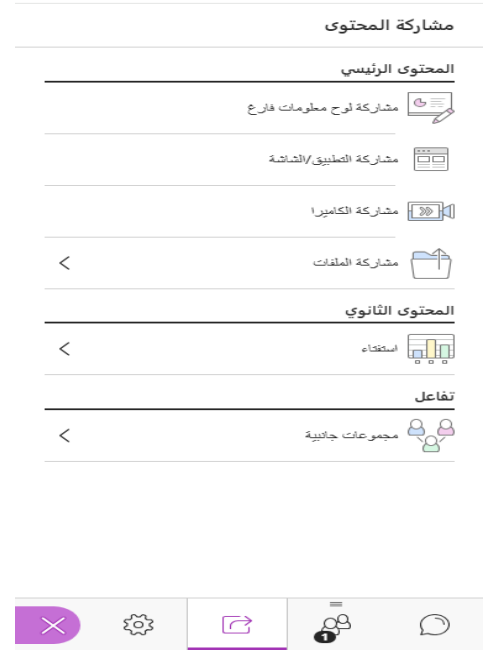 مشاركة المحتوى
المحتوى الرئيسي
مشاركة لوح معلومات فارغ
مشاركة التطبيق/الشاشة
مشاركة الكاميرا
مشاركة الملفات
المحتوى الثانوي
استفتاء
تفاعل
مجموعات جانبية
1